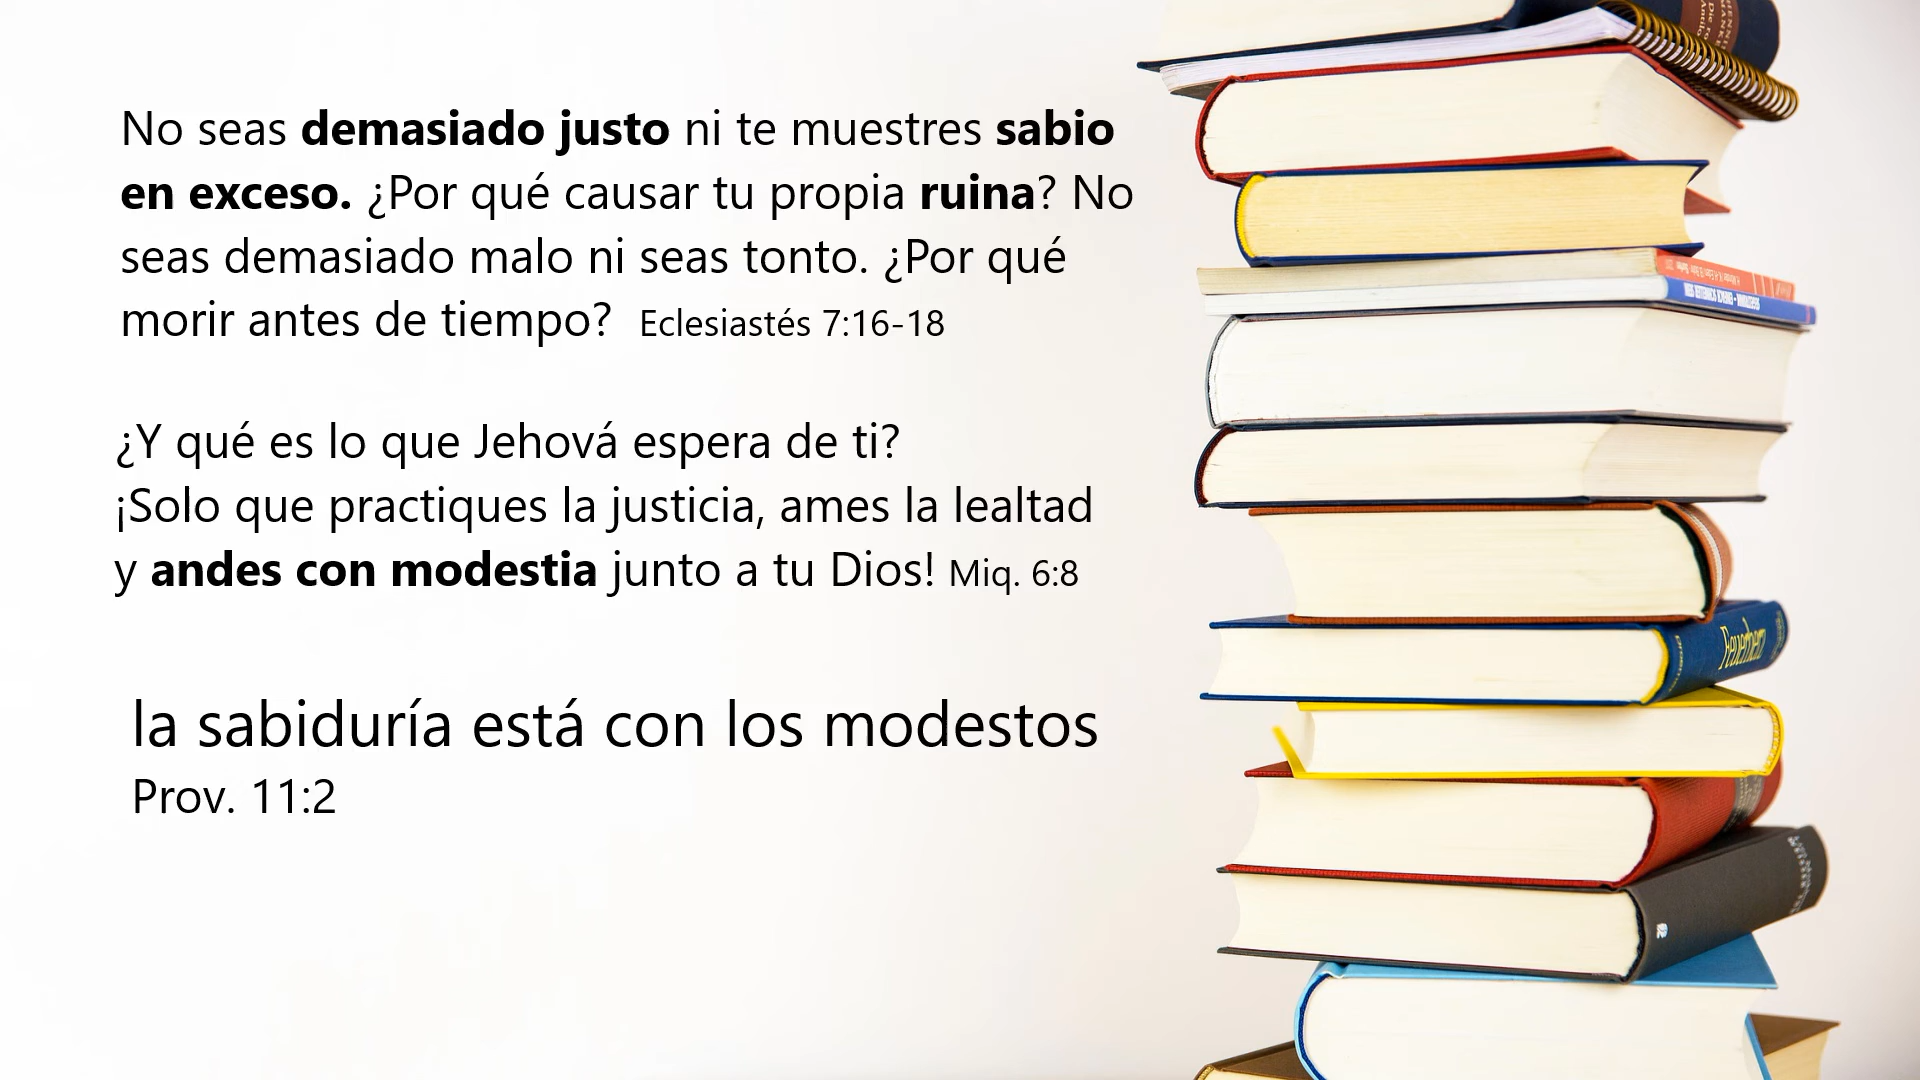 No seas demasiado justo ni te muestres sabio
en exceso. ¿Por qué causar tu propia ruina? No
seas demasiado malo ni seas tonto. ¿Por qué
morir antes de tiempo? Eclesiastés 7:16-18
¿Y qué es lo que Jehová espera de ti?
¡Solo que practiques la justicia, ames la lealtad
y andes con modestia junto a tu Dios! Miq. 6:8
la sabiduría está con los modestos
Prov. 11:2